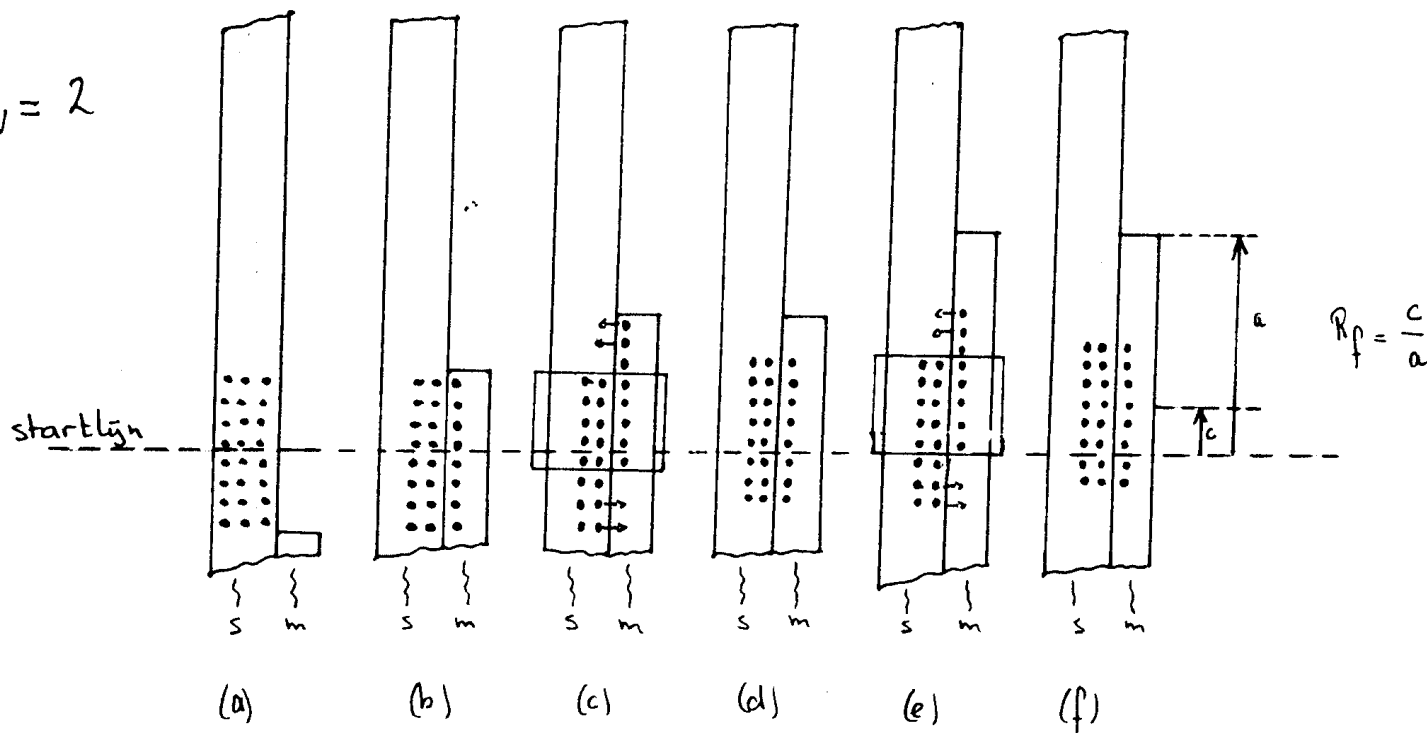 = 2
startlijn
a
c
R_f = c/a
s m s m s m s m s m s m
(a) (b) (c) (d) (e) (f)